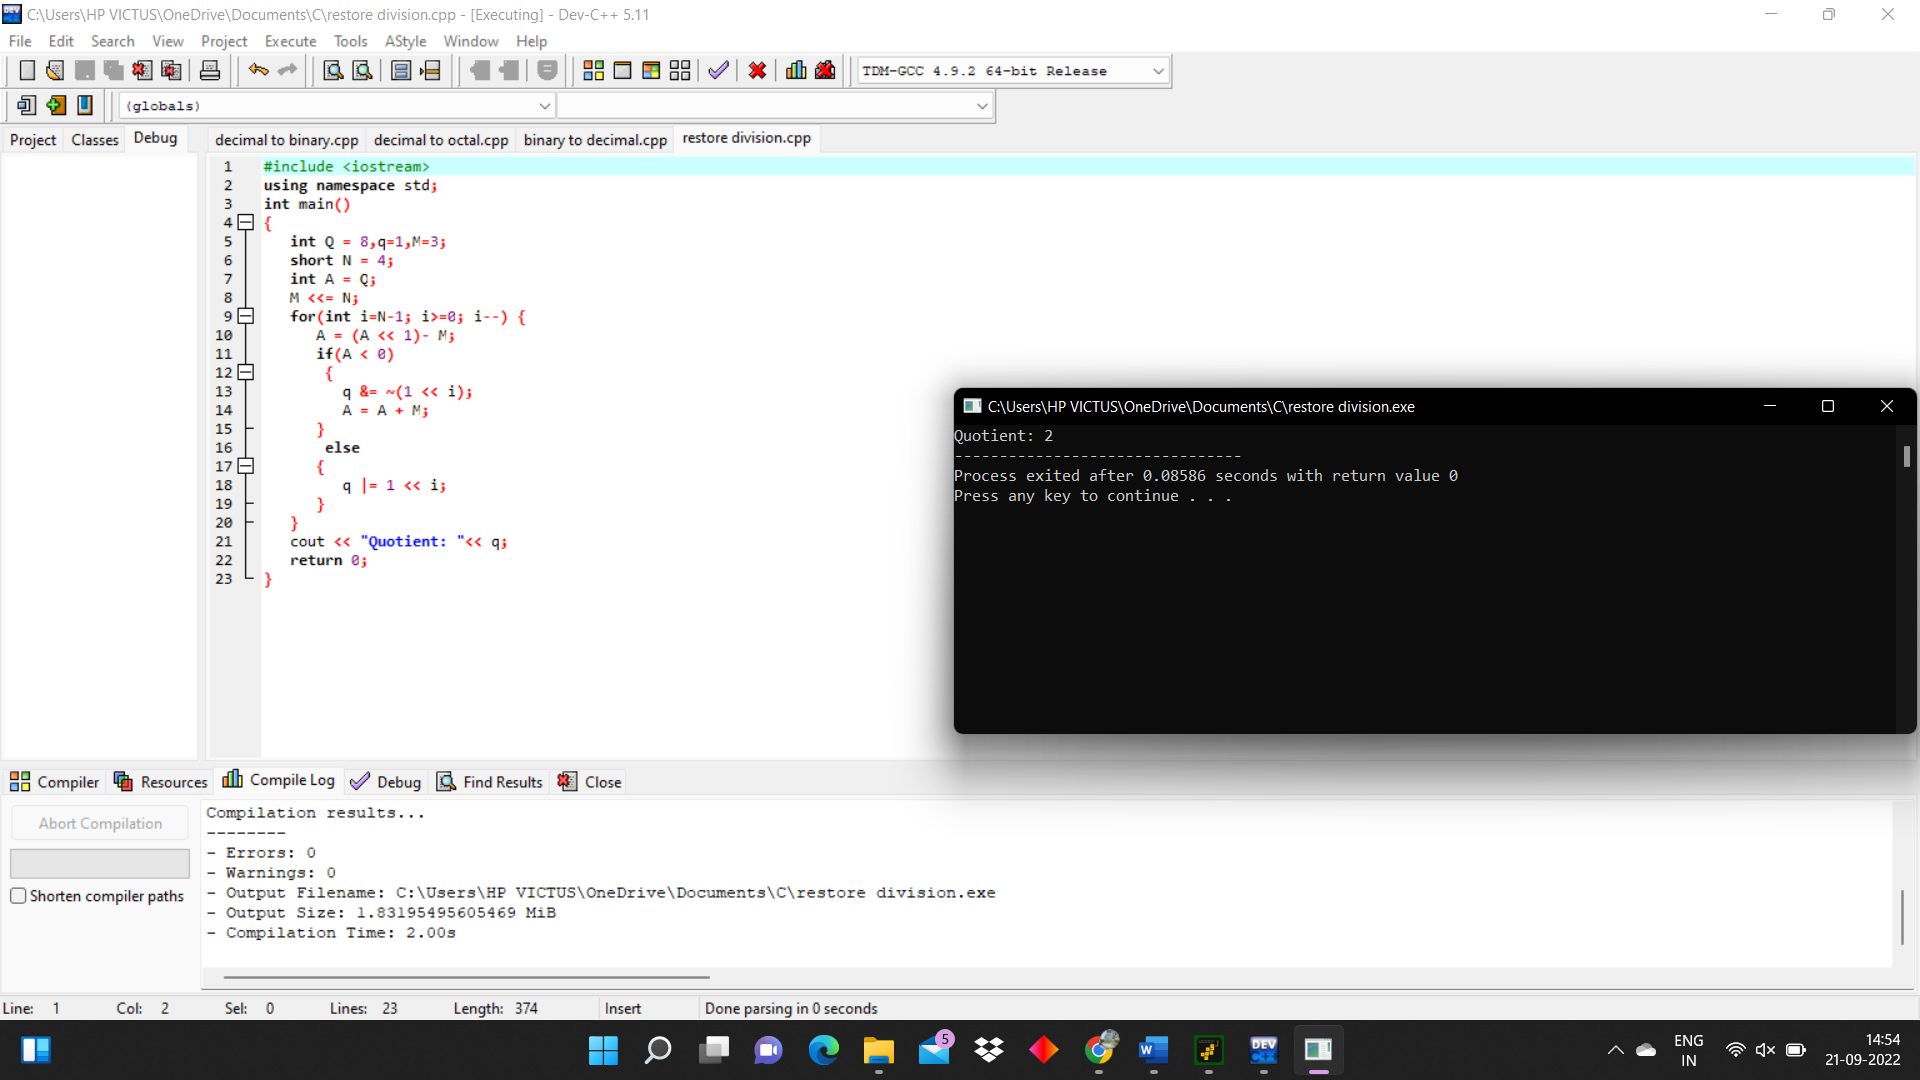 C:\Users\HP VICTUS\OneDrive\Documents\C\restore division.cpp - [Executing] - Dev-C++ 5.11
File Edit Search View Project Execute Tools AStyle Window Help
TDM-GCC 4.9.2 64-bit Release
(globals)
Project Classes Debug
decimal to binary.cpp decimal to octal.cpp binary to decimal.cpp restore division.cpp
1 #include <iostream>
2 using namespace std;
3 int main()
4 {
5 int Q = 8,q=1,M=3;
6 short N = 4;
7 int A = Q;
8 M <<= N;
9 for(int i=N-1; i>=0; i--) {
10 A = (A << 1)- M;
11 if(A < 0)
12 {
13 q &= ~(1 << i);
14 A = A + M;
15 }
16 else
17 {
18 q |= 1 << i;
19 }
20 }
21 cout << "Quotient: "<< q;
22 return 0;
23 }
C:\Users\HP VICTUS\OneDrive\Documents\C\restore division.exe
Quotient: 2
--------------------------------
Process exited after 0.08586 seconds with return value 0
Press any key to continue . . .
Compiler Resources Compile Log Debug Find Results Close
Abort Compilation
Shorten compiler paths
Compilation results...
--------
- Errors: 0
- Warnings: 0
- Output Filename: C:\Users\HP VICTUS\OneDrive\Documents\C\restore division.exe
- Output Size: 1.83195495605469 MiB
- Compilation Time: 2.00s
Line: 1 Col: 2 Sel: 0 Lines: 23 Length: 374 Insert Done parsing in 0 seconds
5
W
DEV
C++
ENG
IN
14:54
21-09-2022